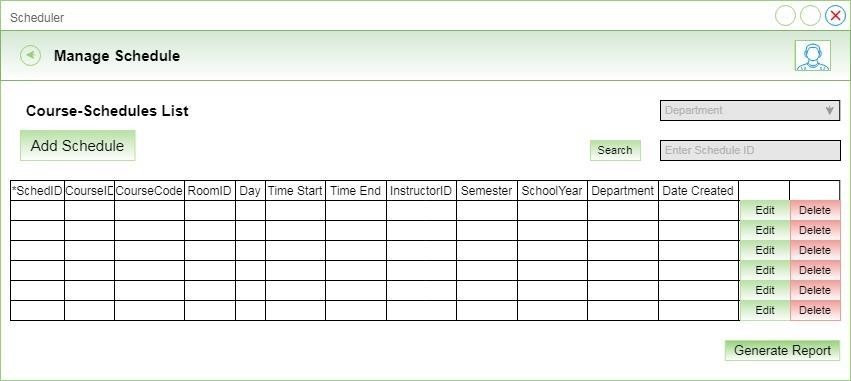 Scheduler
Manage Schedule
Course-Schedules List
Department
Add Schedule
Search
Enter Schedule ID
*SchedID CourseID CourseCode RoomID Day Time Start Time End InstructorID Semester SchoolYear Department Date Created
Edit Delete
Edit Delete
Edit Delete
Edit Delete
Edit Delete
Edit Delete
Generate Report